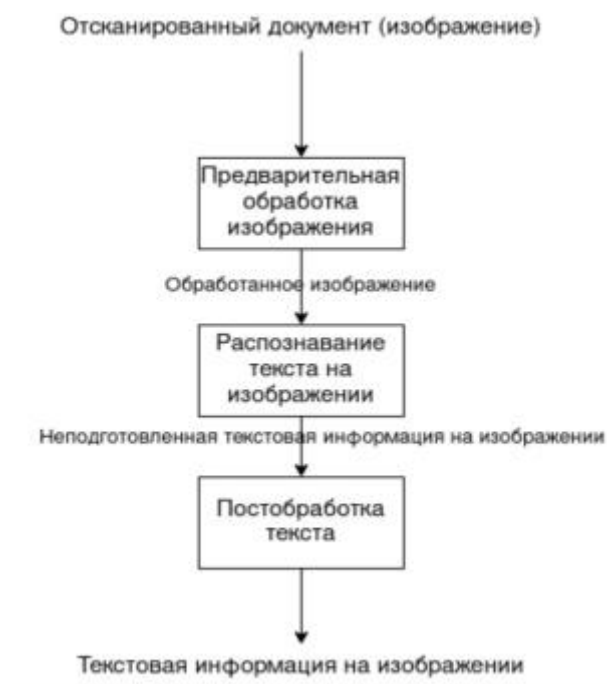 Отсканированный документ (изображение)
Предварительная
обработка
изображения
Обработанное изображение
Распознавание
текста на
изображении
Неподготовленная текстовая информация на изображении
Постобработка
текста
Текстовая информация на изображении